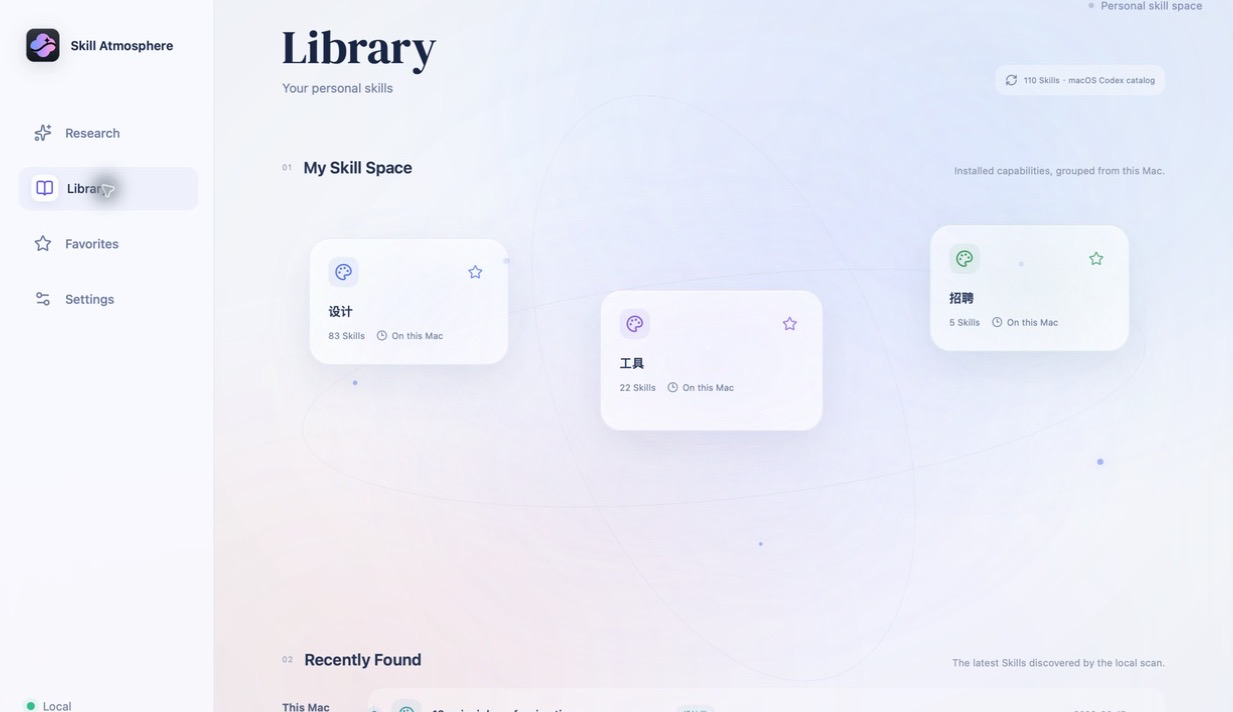 Skill Atmosphere
Research
Library
Favorites
Settings
Local
Personal skill space
Library
Your personal skills
110 Skills · macOS Codex catalog
01 My Skill Space
Installed capabilities, grouped from this Mac.
设计
83 Skills On this Mac
工具
22 Skills On this Mac
招聘
5 Skills On this Mac
02 Recently Found
The latest Skills discovered by the local scan.
This Mac